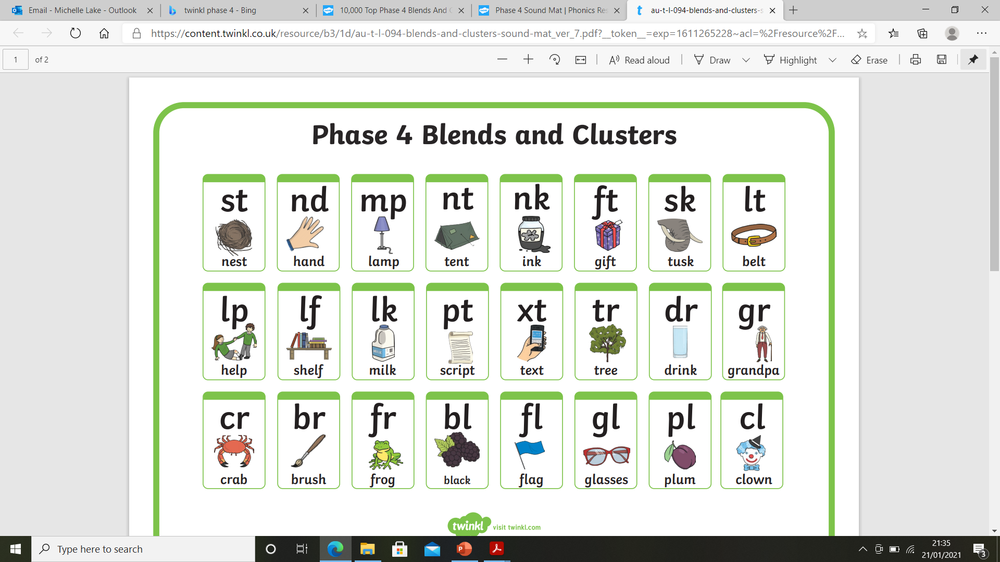 Email - Michelle Lake - Outlook
twinkl phase 4 - Bing
10,000 Top Phase 4 Blends And C
Phase 4 Sound Mat | Phonics Res
au-t-l-094-blends-and-clusters-s
https://content.twinkl.co.uk/resource/b3/1d/au-t-l-094-blends-and-clusters-sound-mat_ver_7.pdf?__token__=exp=1611265228~acl=%2Fresource%2F...
1 of 2
Read aloud
Draw
Highlight
Erase
Phase 4 Blends and Clusters
st nd mp nt nk ft sk lt
nest hand lamp tent ink gift tusk belt
lp lf lk pt xt tr dr gr
MILK
help shelf milk script text tree drink grandpa
cr br fr bl fl gl pl cl
crab brush frog black flag glasses plum clown
twinkl visit twinkl.com
Type here to search
21:35
21/01/2021
3